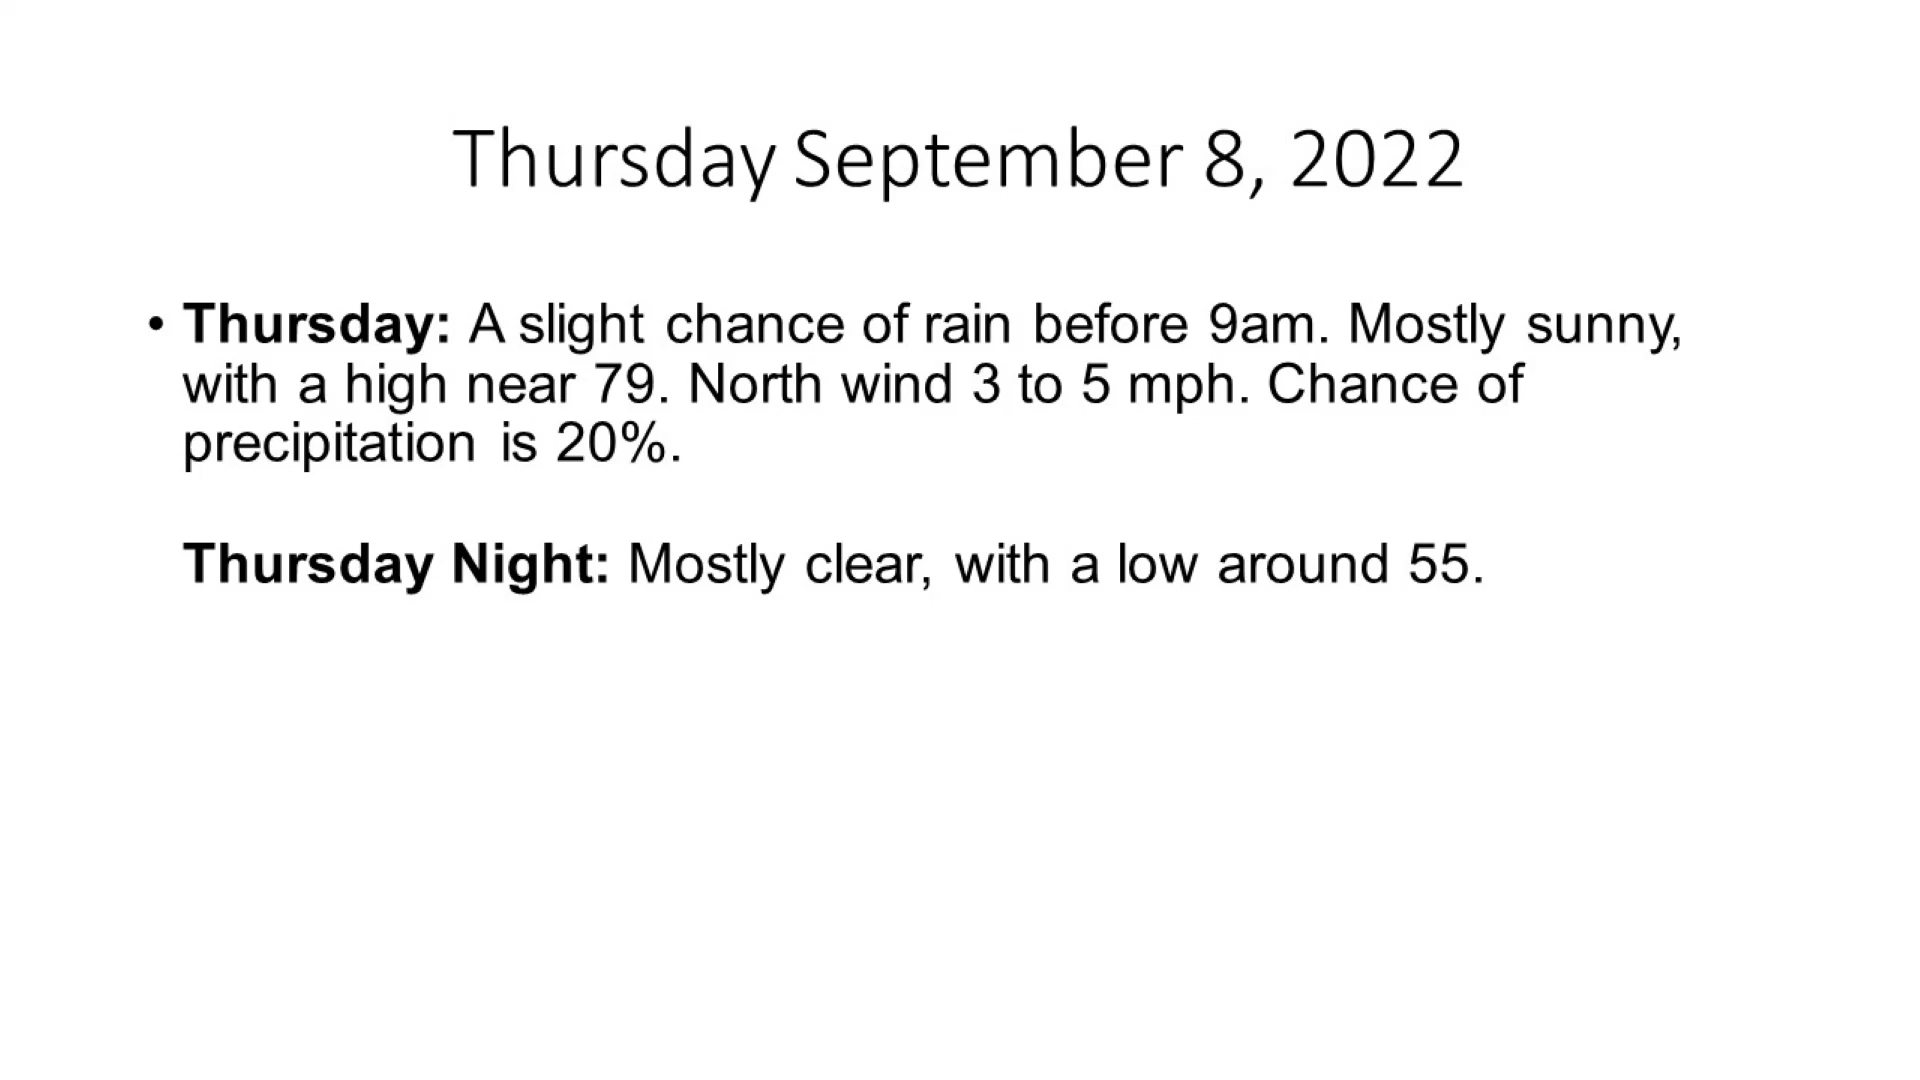 Thursday September 8, 2022
• Thursday: A slight chance of rain before 9am. Mostly sunny,
with a high near 79. North wind 3 to 5 mph. Chance of
precipitation is 20%.
Thursday Night: Mostly clear, with a low around 55.